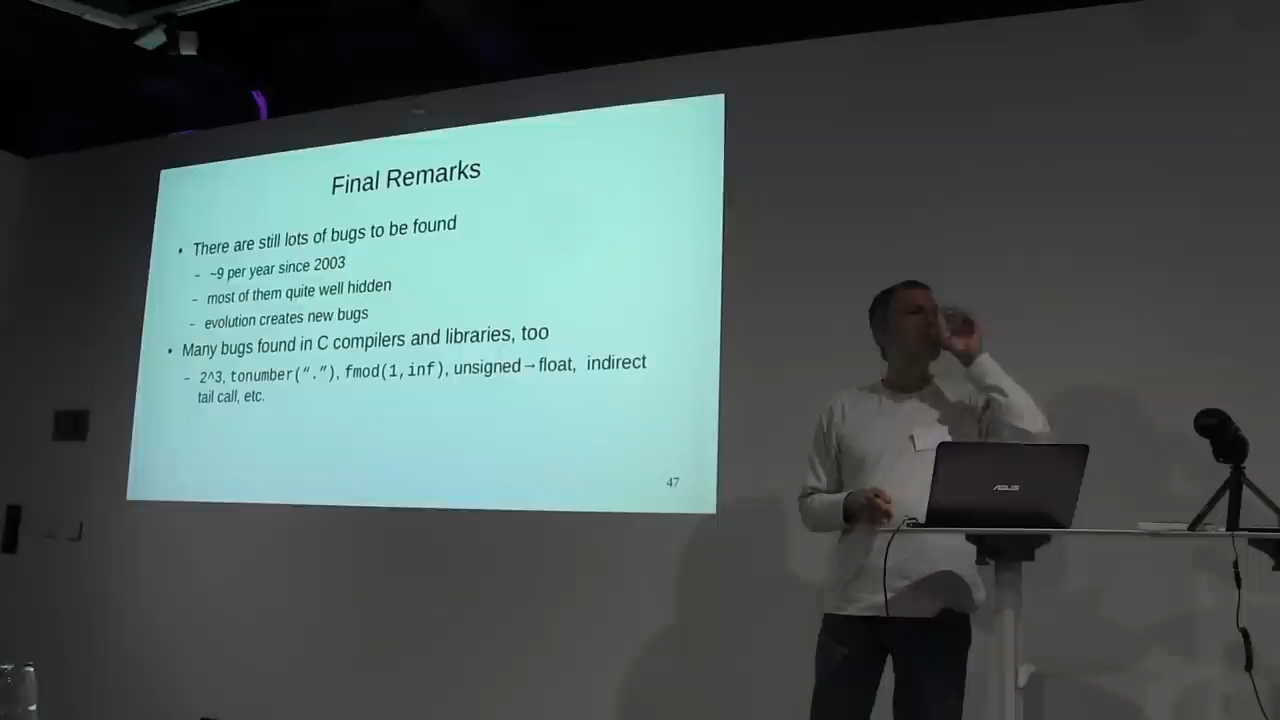 Final Remarks
• There are still lots of bugs to be found
- ~9 per year since 2003
- most of them quite well hidden
- evolution creates new bugs
• Many bugs found in C compilers and libraries, too
- 2^3, tonumber(“.”), fmod(1,inf), unsigned→float, indirect
tail call, etc.
47
ASUS